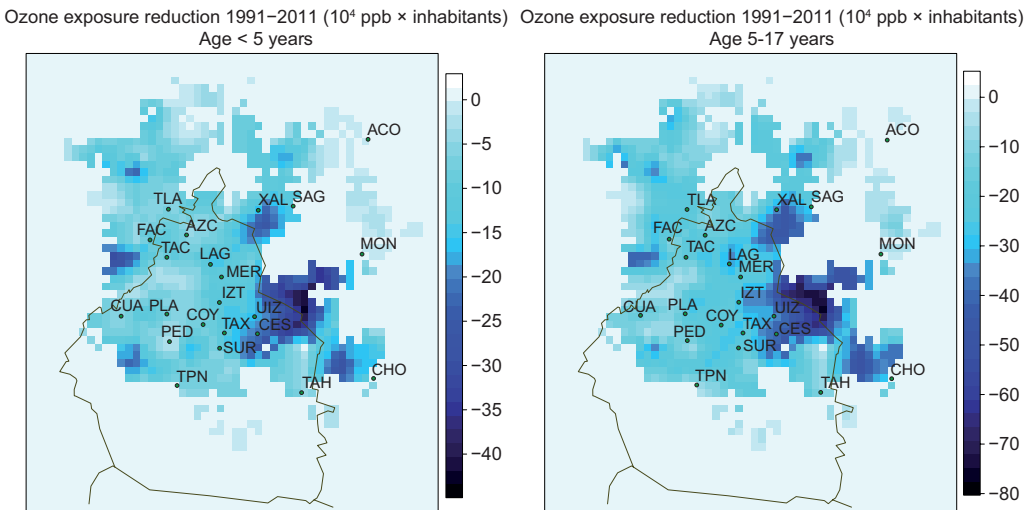 Ozone exposure reduction 1991−2011 (10⁴ ppb × inhabitants)
Age < 5 years
ACO
TLA
XAL
SAG
FAC
AZC
TAC
MON
LAG
MER
IZT
CUA
PLA
UIZ
COY
TAX
CES
PED
SUR
TPN
TAH
CHO
0
−5
−10
−15
−20
−25
−30
−35
−40
Ozone exposure reduction 1991−2011 (10⁴ ppb × inhabitants)
Age 5-17 years
ACO
TLA
XAL
SAG
FAC
AZC
TAC
MON
LAG
MER
IZT
CUA
PLA
UIZ
COY
TAX
CES
PED
SUR
TPN
TAH
CHO
0
−10
−20
−30
−40
−50
−60
−70
−80